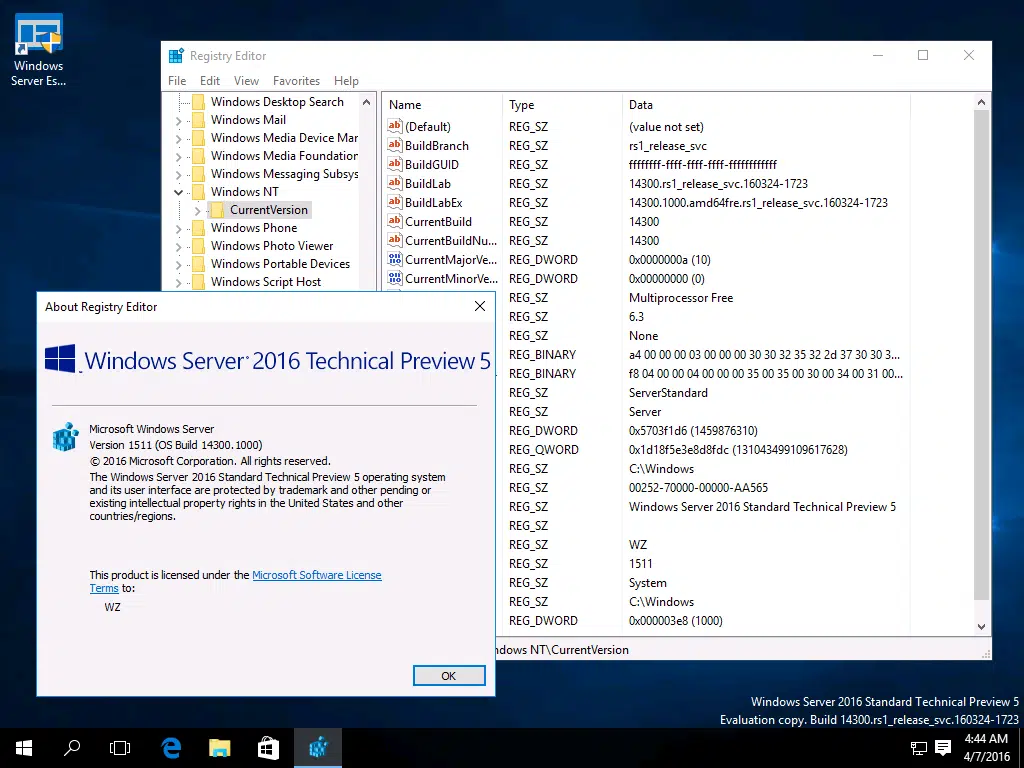 Windows
Server Es...
Registry Editor
File Edit View Favorites Help
Windows Desktop Search
Windows Mail
Windows Media Device Mar
Windows Media Foundation
Windows Messaging Subsys
Windows NT
CurrentVersion
Windows Phone
Windows Photo Viewer
Windows Portable Devices
Windows Script Host
Name Type Data
(Default) REG_SZ (value not set)
BuildBranch REG_SZ rs1_release_svc
BuildGUID REG_SZ ffffffff-ffff-ffff-ffff-ffffffffffff
BuildLab REG_SZ 14300.rs1_release_svc.160324-1723
BuildLabEx REG_SZ 14300.1000.amd64fre.rs1_release_svc.160324-1723
CurrentBuild REG_SZ 14300
CurrentBuildNu... REG_SZ 14300
CurrentMajorVe... REG_DWORD 0x0000000a (10)
CurrentMinorVe... REG_DWORD 0x00000000 (0)
REG_SZ Multiprocessor Free
REG_SZ 6.3
REG_SZ None
REG_BINARY a4 00 00 00 03 00 00 00 30 30 32 35 32 2d 37 30 30 3...
REG_BINARY f8 04 00 00 04 00 00 00 35 00 35 00 30 00 34 00 31 00...
REG_SZ ServerStandard
REG_SZ Server
REG_DWORD 0x5703f1d6 (1459876310)
REG_QWORD 0x1d18f5e3e8d8fdc (131043499109617628)
REG_SZ C:\Windows
REG_SZ 00252-70000-00000-AA565
REG_SZ Windows Server 2016 Standard Technical Preview 5
REG_SZ
REG_SZ WZ
REG_SZ 1511
REG_SZ System
REG_SZ C:\Windows
REG_DWORD 0x000003e8 (1000)
ndows NT\CurrentVersion
About Registry Editor
Windows Server® 2016 Technical Preview 5
Microsoft Windows Server
Version 1511 (OS Build 14300.1000)
© 2016 Microsoft Corporation. All rights reserved.
The Windows Server 2016 Standard Technical Preview 5 operating system
and its user interface are protected by trademark and other pending or
existing intellectual property rights in the United States and other
countries/regions.
This product is licensed under the Microsoft Software License
Terms to:
WZ
OK
Windows Server 2016 Standard Technical Preview 5
Evaluation copy. Build 14300.rs1_release_svc.160324-1723
4:44 AM
4/7/2016